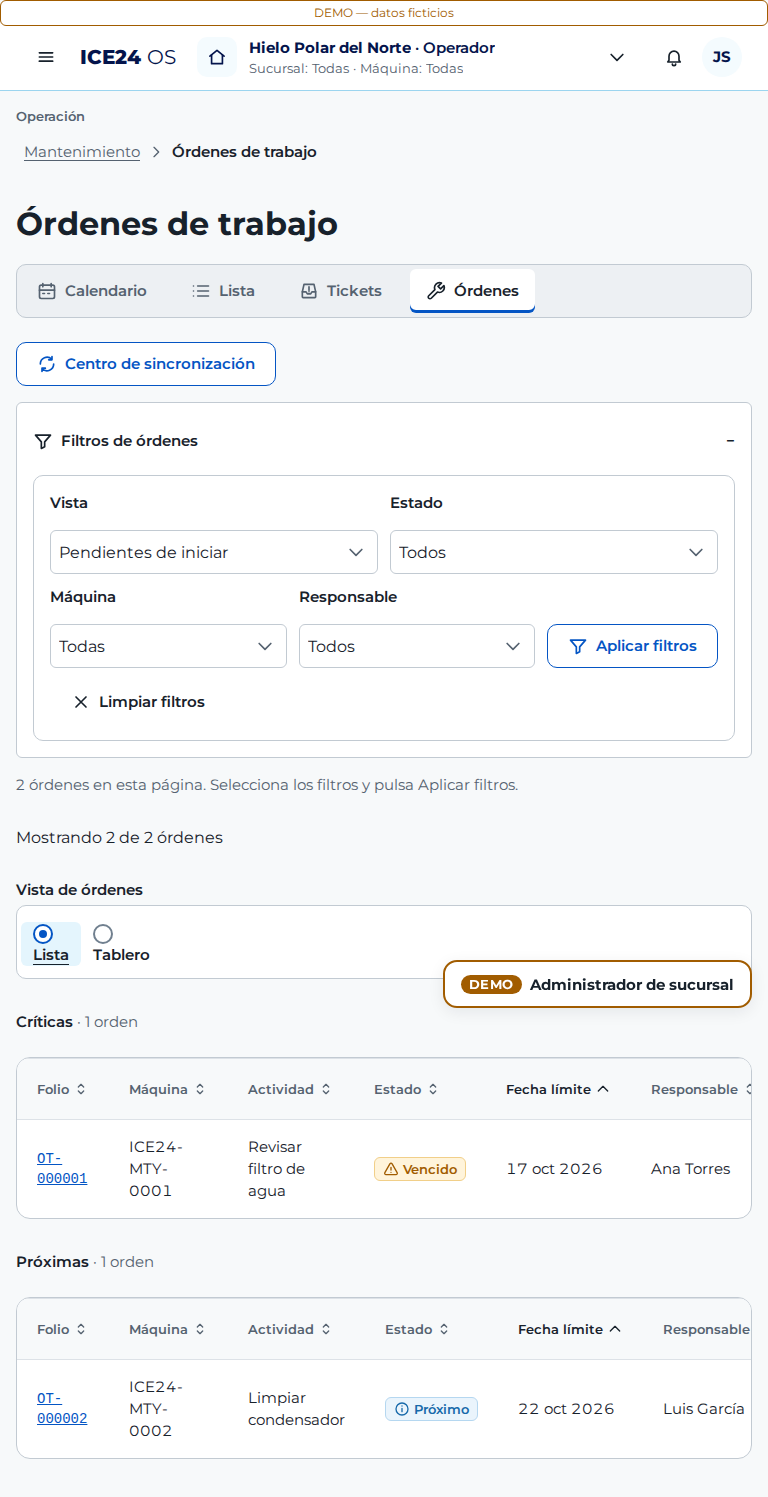 DEMO — datos ficticios
ICE24 OS
Hielo Polar del Norte · Operador
Sucursal: Todas · Máquina: Todas
JS
Operación
Mantenimiento > Órdenes de trabajo
Órdenes de trabajo
Calendario Lista Tickets Órdenes
Centro de sincronización
Filtros de órdenes –
Vista Estado
Pendientes de iniciar Todos
Máquina Responsable
Todas Todos Aplicar filtros
Limpiar filtros
2 órdenes en esta página. Selecciona los filtros y pulsa Aplicar filtros.
Mostrando 2 de 2 órdenes
Vista de órdenes
Lista Tablero
DEMO Administrador de sucursal
Críticas · 1 orden
Folio Máquina Actividad Estado Fecha límite Responsable
OT-000001 ICE24-MTY-0001 Revisar filtro de agua Vencido 17 oct 2026 Ana Torres
Próximas · 1 orden
Folio Máquina Actividad Estado Fecha límite Responsable
OT-000002 ICE24-MTY-0002 Limpiar condensador Próximo 22 oct 2026 Luis García